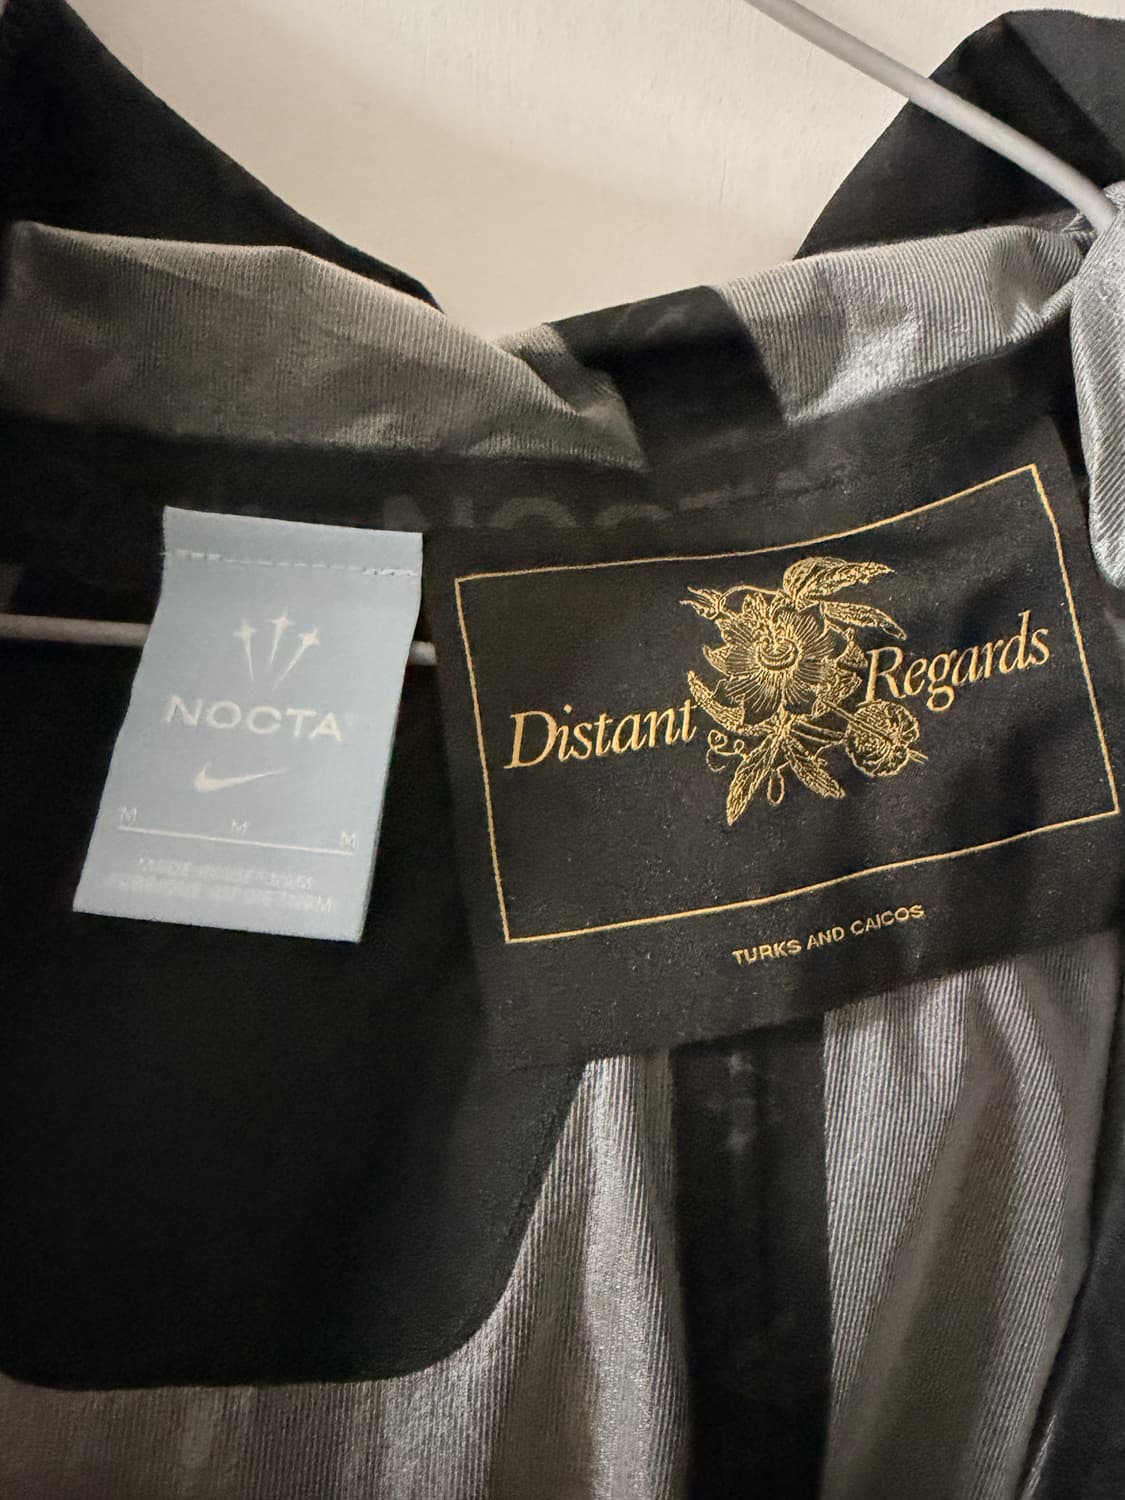 NOCTA
M M M
Distant Regards
TURKS AND CAICOS